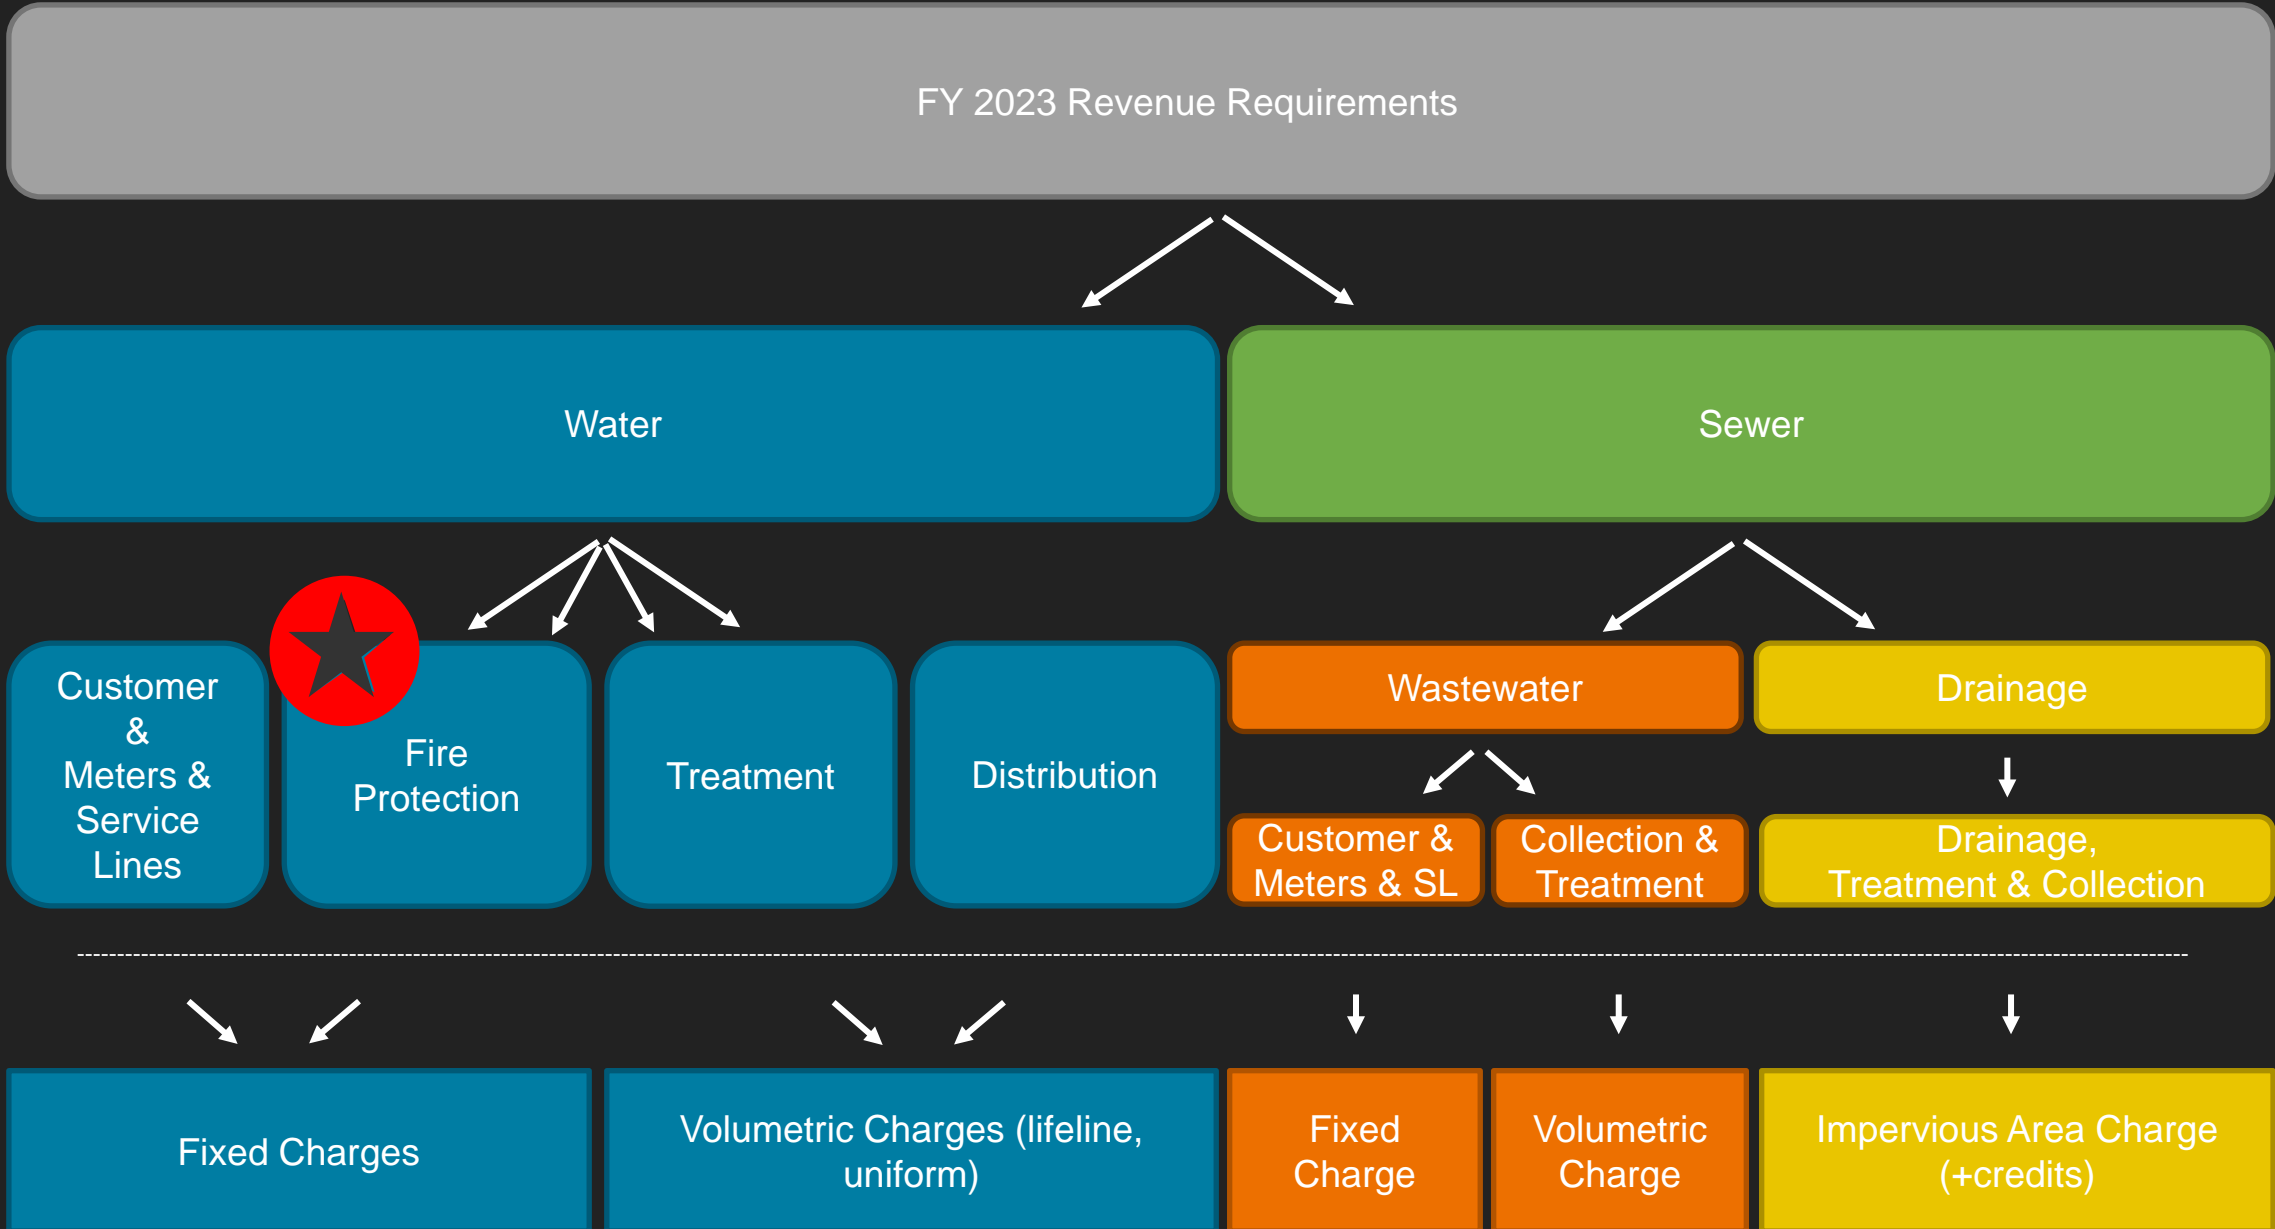 FY 2023 Revenue Requirements
Water
Sewer
Customer
&
Meters &
Service
Lines
Fire
Protection
Treatment
Distribution
Wastewater
Drainage
Customer &
Meters & SL
Collection &
Treatment
Drainage,
Treatment & Collection
Fixed Charges
Volumetric Charges (lifeline,
uniform)
Fixed
Charge
Volumetric
Charge
Impervious Area Charge
(+credits)